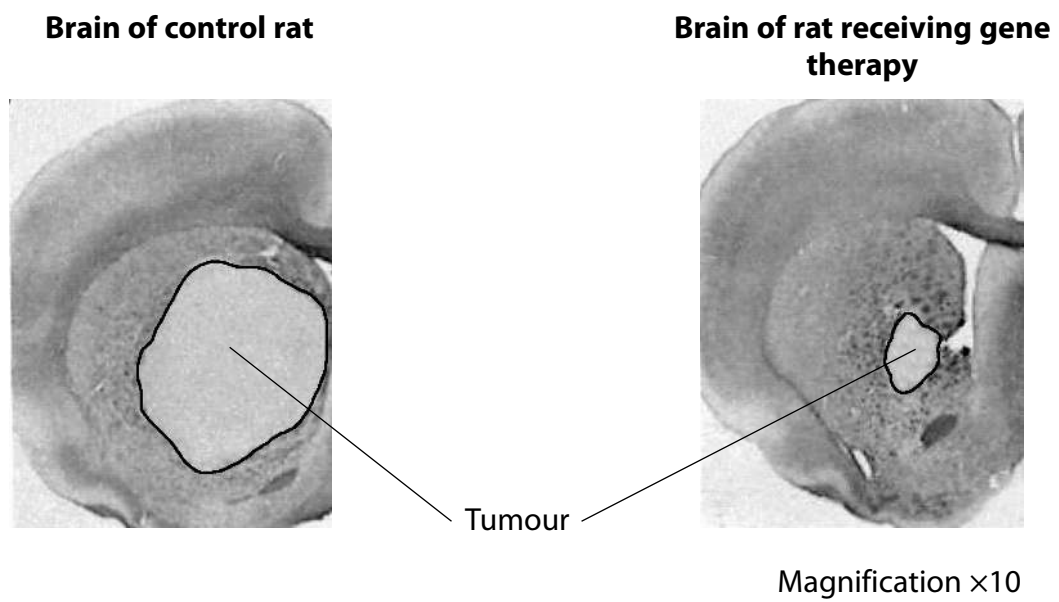 Brain of control rat
Brain of rat receiving gene
therapy
Tumour
Magnification ×10